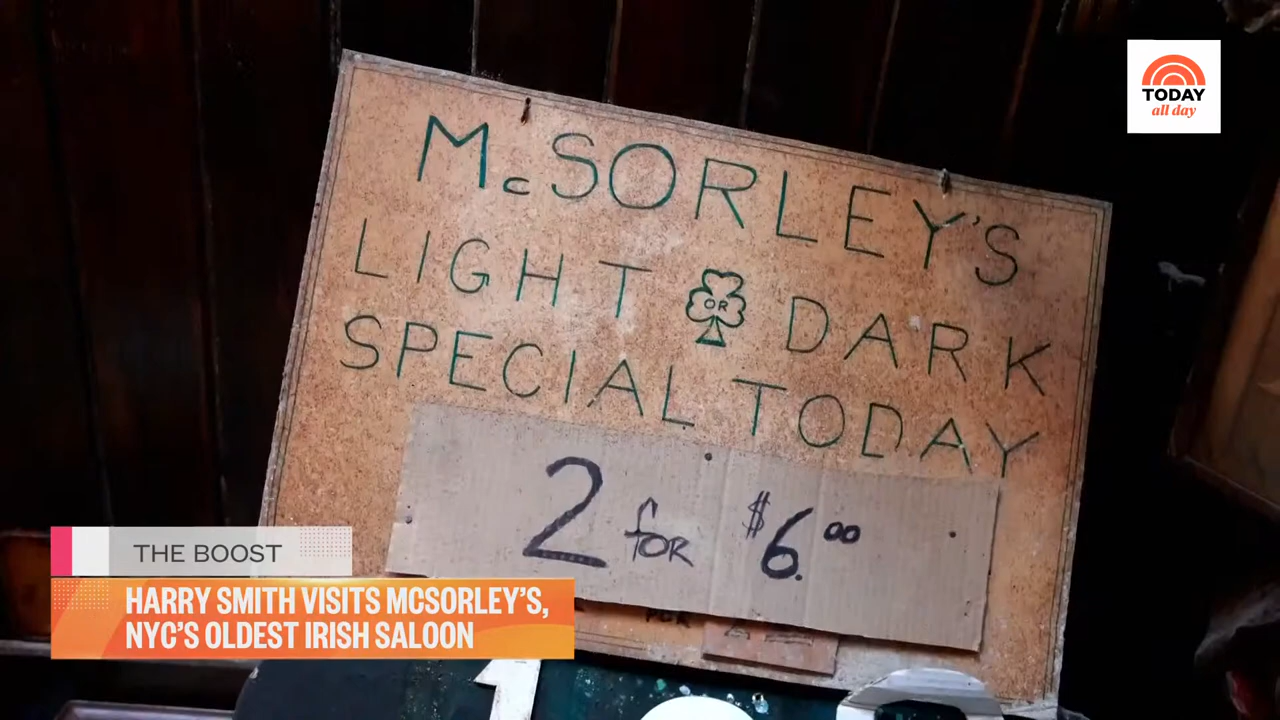 TODAY
all day
McSORLEY'S
LIGHT OR DARK
SPECIAL TODAY
2 for $6.00
FOR
THE BOOST
HARRY SMITH VISITS MCSORLEY'S,
NYC'S OLDEST IRISH SALOON